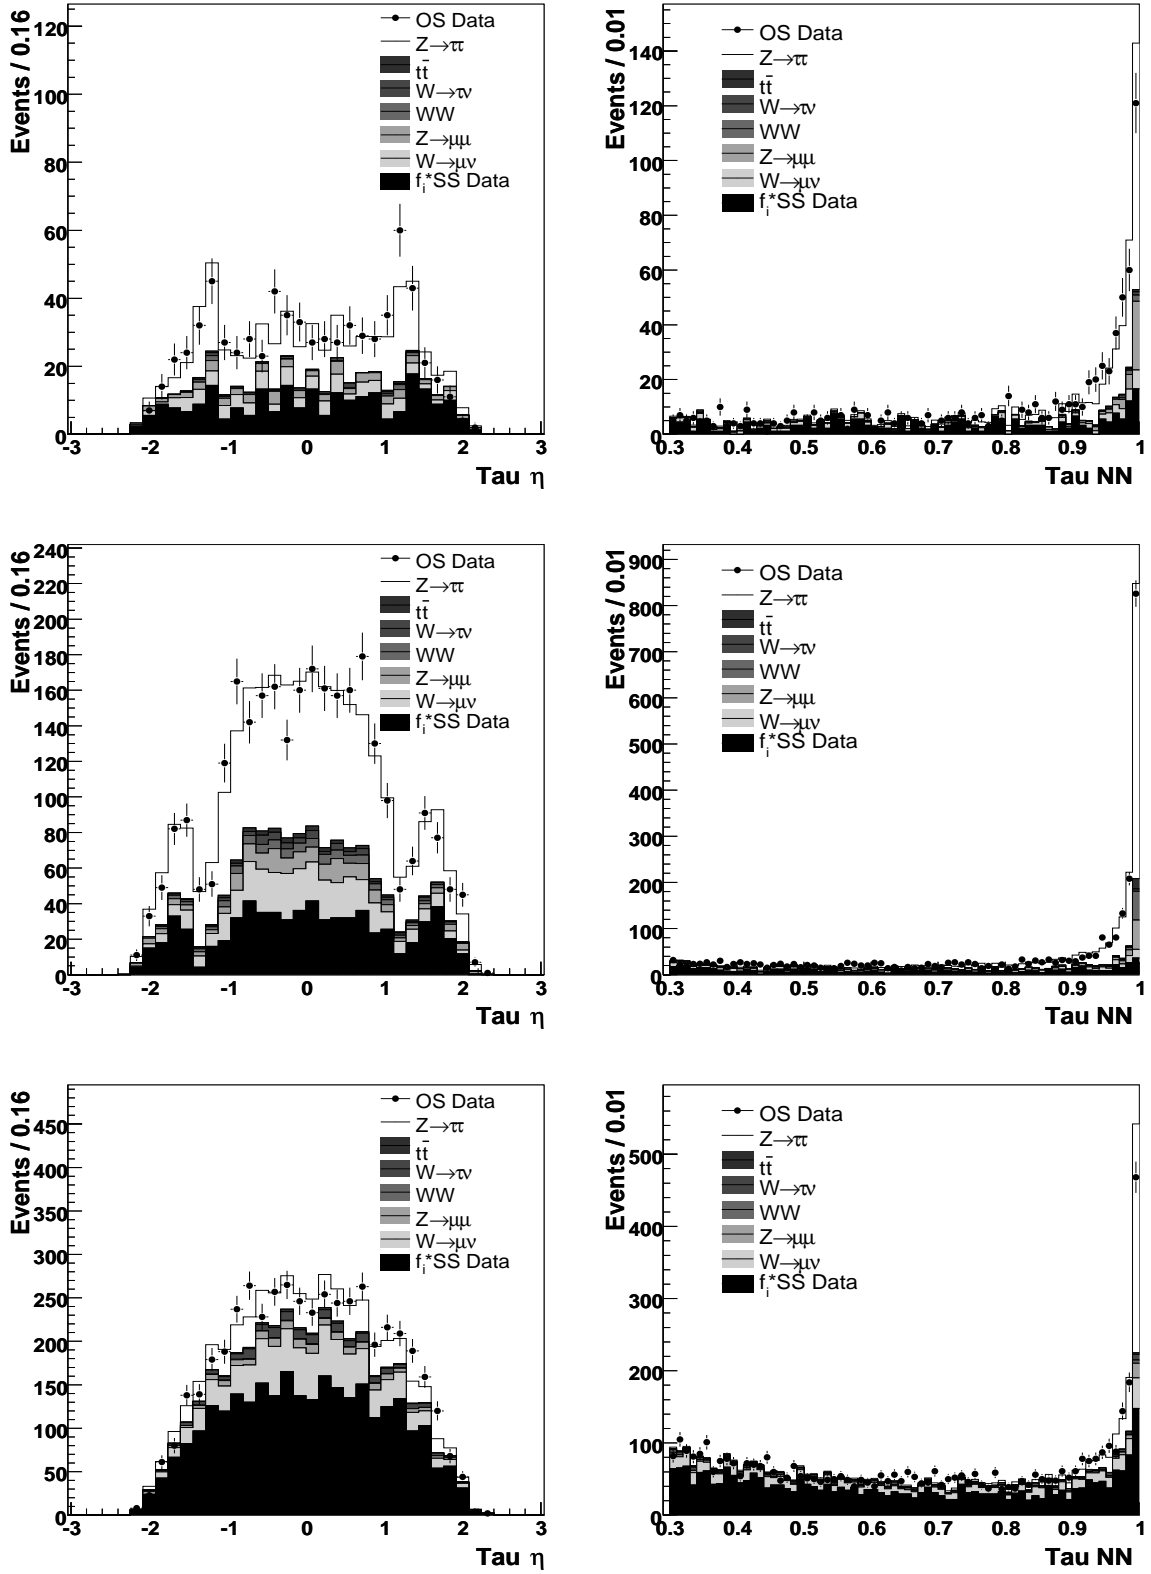 Events / 0.16
120
100
80
60
40
20
0
-3 -2 -1 0 1 2 3
Tau η
OS Data
Z→ττ
tt̄
W→τν
WW
Z→μμ
W→μν
f_i*SS Data
Events / 0.01
140
120
100
80
60
40
20
0
0.3 0.4 0.5 0.6 0.7 0.8 0.9 1
Tau NN
OS Data
Z→ττ
tt̄
W→τν
WW
Z→μμ
W→μν
f_i*SS Data
Events / 0.16
240
220
200
180
160
140
120
100
80
60
40
20
0
-3 -2 -1 0 1 2 3
Tau η
OS Data
Z→ττ
tt̄
W→τν
WW
Z→μμ
W→μν
f_i*SS Data
Events / 0.01
900
800
700
600
500
400
300
200
100
0
0.3 0.4 0.5 0.6 0.7 0.8 0.9 1
Tau NN
OS Data
Z→ττ
tt̄
W→τν
WW
Z→μμ
W→μν
f_i*SS Data
Events / 0.16
450
400
350
300
250
200
150
100
50
0
-3 -2 -1 0 1 2 3
Tau η
OS Data
Z→ττ
tt̄
W→τν
WW
Z→μμ
W→μν
f_i*SS Data
Events / 0.01
500
400
300
200
100
0
0.3 0.4 0.5 0.6 0.7 0.8 0.9 1
Tau NN
OS Data
Z→ττ
tt̄
W→τν
WW
Z→μμ
W→μν
f_i*SS Data